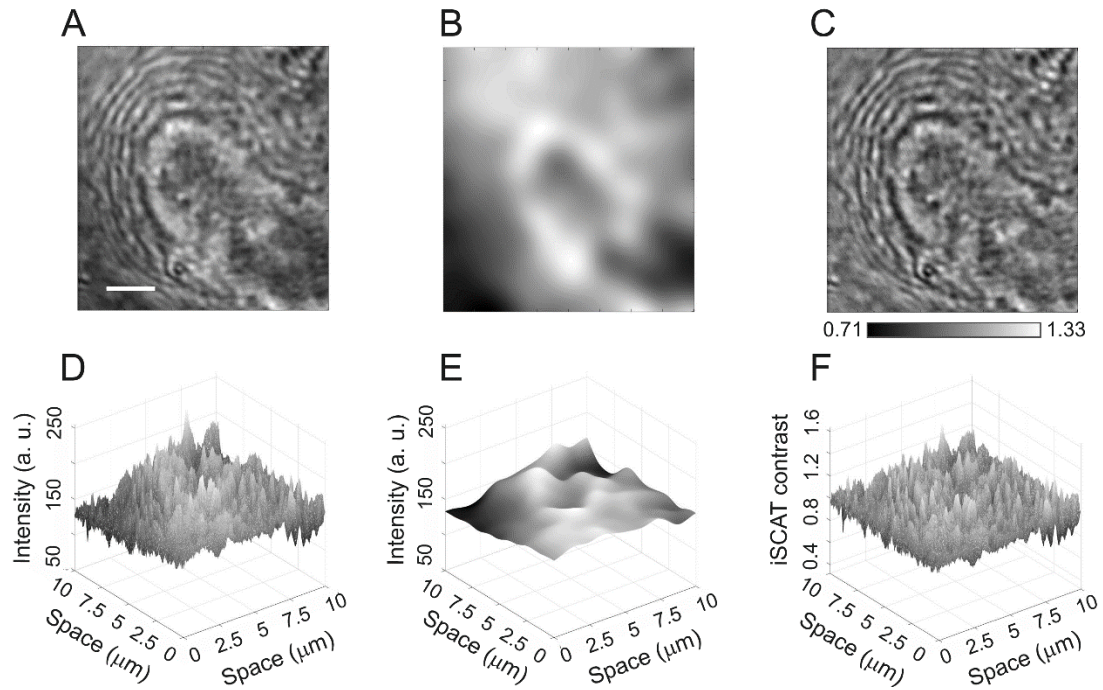 A B C
0.71 1.33
D E F
Intensity (a. u.)
250
150
50
10 7.5 5 2.5 0
Space (μm)
0 2.5 5 7.5 10
Space (μm)
Intensity (a. u.)
250
150
50
10 7.5 5 2.5 0
Space (μm)
0 2.5 5 7.5 10
Space (μm)
iSCAT contrast
1.6
1.2
0.8
0.4
10 7.5 5 2.5 0
Space (μm)
0 2.5 5 7.5 10
Space (μm)